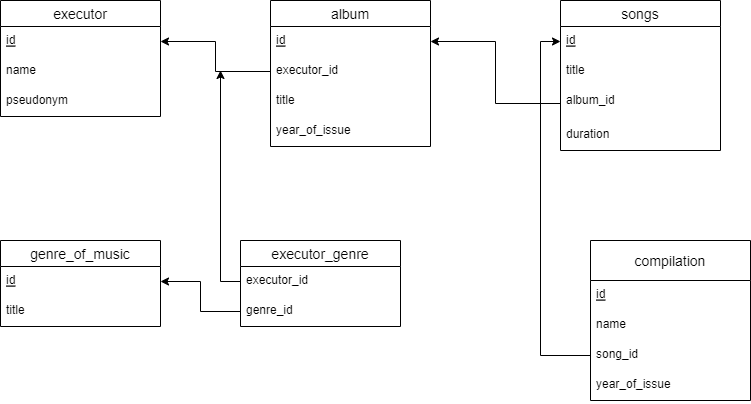 executor
id
name
pseudonym
album
id
executor_id
title
year_of_issue
songs
id
title
album_id
duration
genre_of_music
id
title
executor_genre
executor_id
genre_id
compilation
id
name
song_id
year_of_issue